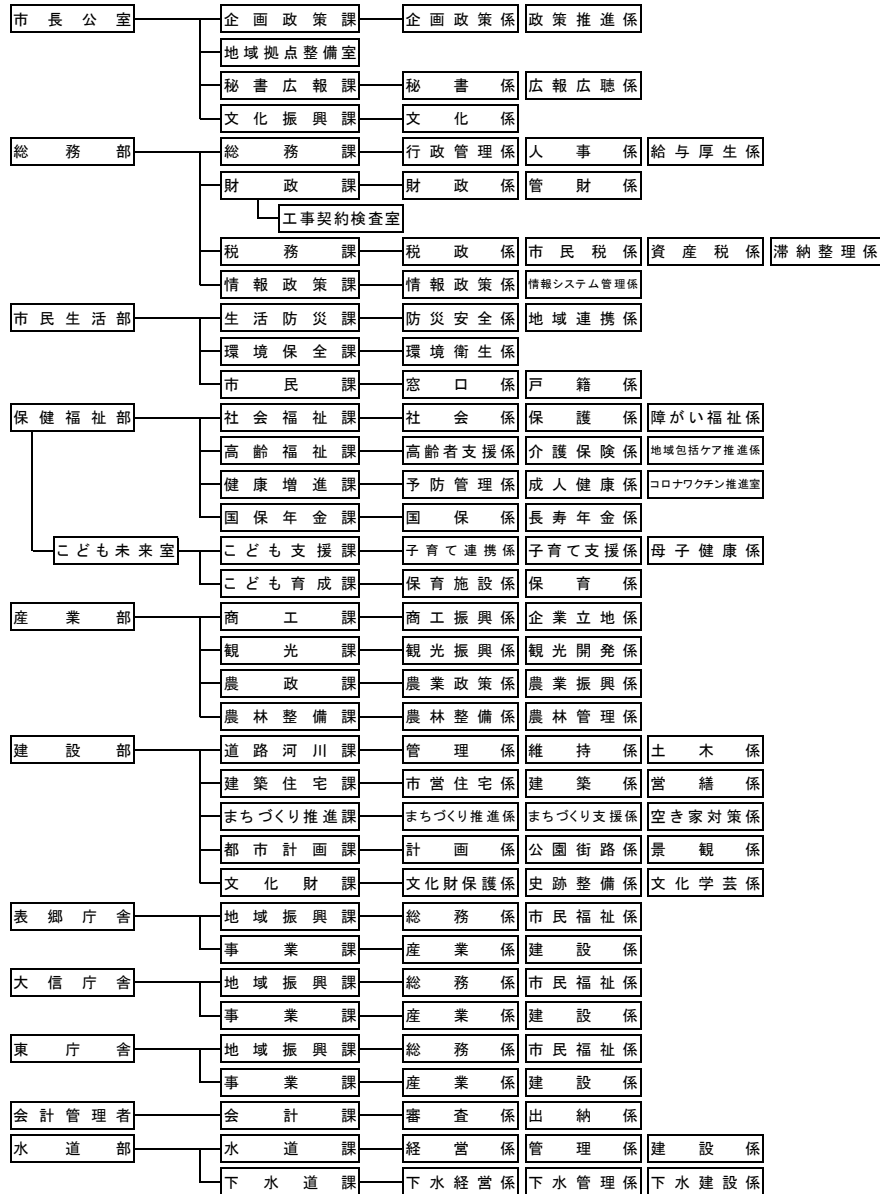 市長公室 企画政策課 企画政策係 政策推進係
地域拠点整備室
秘書広報課 秘書係 広報広聴係
文化振興課 文化係
総務部 総務課 行政管理係 人事係 給与厚生係
財政課 財政係 管財係
工事契約検査室
税務課 税政係 市民税係 資産税係 滞納整理係
情報政策課 情報政策係 情報システム管理係
市民生活部 生活防災課 防災安全係 地域連携係
環境保全課 環境衛生係
市民課 窓口係 戸籍係
保健福祉部 社会福祉課 社会係 保護係 障がい福祉係
高齢福祉課 高齢者支援係 介護保険係 地域包括ケア推進係
健康増進課 予防管理係 成人健康係 コロナワクチン推進室
国保年金課 国保係 長寿年金係
こども未来室 こども支援課 子育て連携係 子育て支援係 母子健康係
こども育成課 保育施設係 保育係
産業部 商工課 商工振興係 企業立地係
観光課 観光振興係 観光開発係
農政課 農業政策係 農業振興係
農林整備課 農林整備係 農林管理係
建設部 道路河川課 管理係 維持係 土木係
建築住宅課 市営住宅係 建築係 営繕係
まちづくり推進課 まちづくり推進係 まちづくり支援係 空き家対策係
都市計画課 計画係 公園街路係 景観係
文化財課 文化財保護係 史跡整備係 文化学芸係
表郷庁舎 地域振興課 総務係 市民福祉係
事業課 産業係 建設係
大信庁舎 地域振興課 総務係 市民福祉係
事業課 産業係 建設係
東庁舎 地域振興課 総務係 市民福祉係
事業課 産業係 建設係
会計管理者 会計課 審査係 出納係
水道部 水道課 経営係 管理係 建設係
下水道課 下水経営係 下水管理係 下水建設係